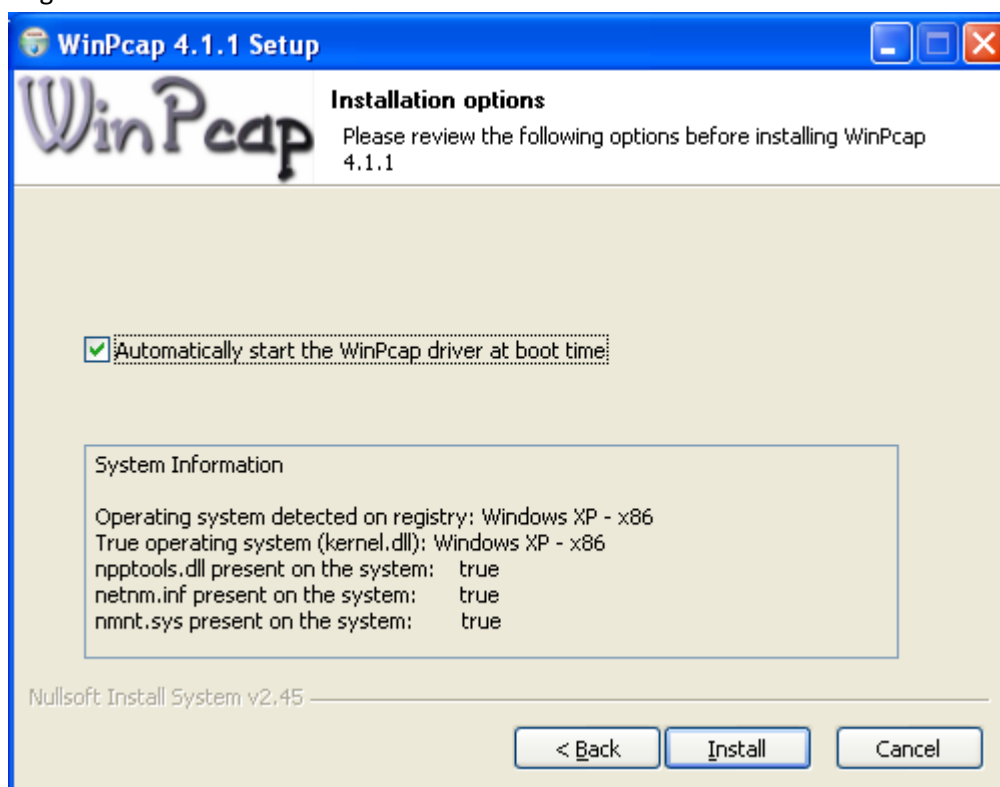 WinPcap 4.1.1 Setup
WinPcap
Installation options
Please review the following options before installing WinPcap
4.1.1
Automatically start the WinPcap driver at boot time
System Information
Operating system detected on registry: Windows XP - x86
True operating system (kernel.dll): Windows XP - x86
npptools.dll present on the system: true
netnm.inf present on the system: true
nmnt.sys present on the system: true
Nullsoft Install System v2.45
< Back Install Cancel